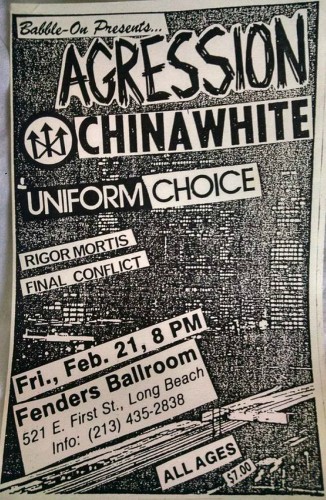 Babble-On Presents...
AGRESSION
CHINAWHITE
UNIFORM CHOICE
RIGOR MORTIS
FINAL CONFLICT
Fri., Feb. 21, 8 PM
Fenders Ballroom
521 E. First St., Long Beach
Info: (213) 435-2838
ALL AGES
$7.00